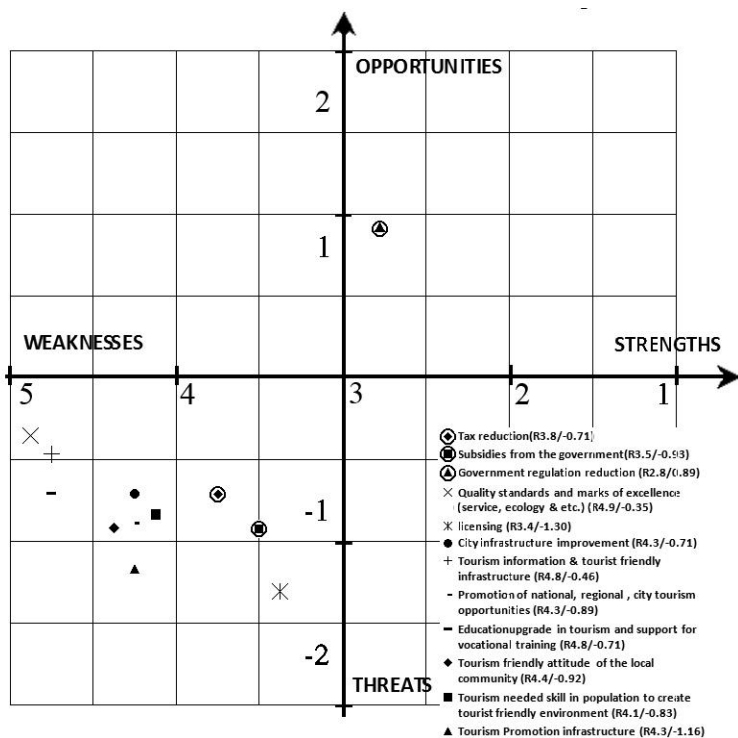 OPPORTUNITIES
2
1
WEAKNESSES
STRENGTHS
5 4 3 2 1
Tax reduction(R3.8/-0.71)
Subsidies from the government(R3.5/-0.93)
Government regulation reduction (R2.8/0.89)
Quality standards and marks of excellence
(service, ecology & etc.) (R4.9/-0.35)
licensing (R3.4/-1.30)
City infrastructure improvement (R4.3/-0.71)
Tourism information & tourist friendly
infrastructure (R4.8/-0.46)
Promotion of national, regional , city tourism
opportunities (R4.3/-0.89)
Educationupgrade in tourism and support for
vocational training (R4.8/-0.71)
Tourism friendly attitude of the local
community (R4.4/-0.92)
Tourism needed skill in population to create
tourist friendly environment (R4.1/-0.83)
Tourism Promotion infrastructure (R4.3/-1.16)
-1
-2
THREATS